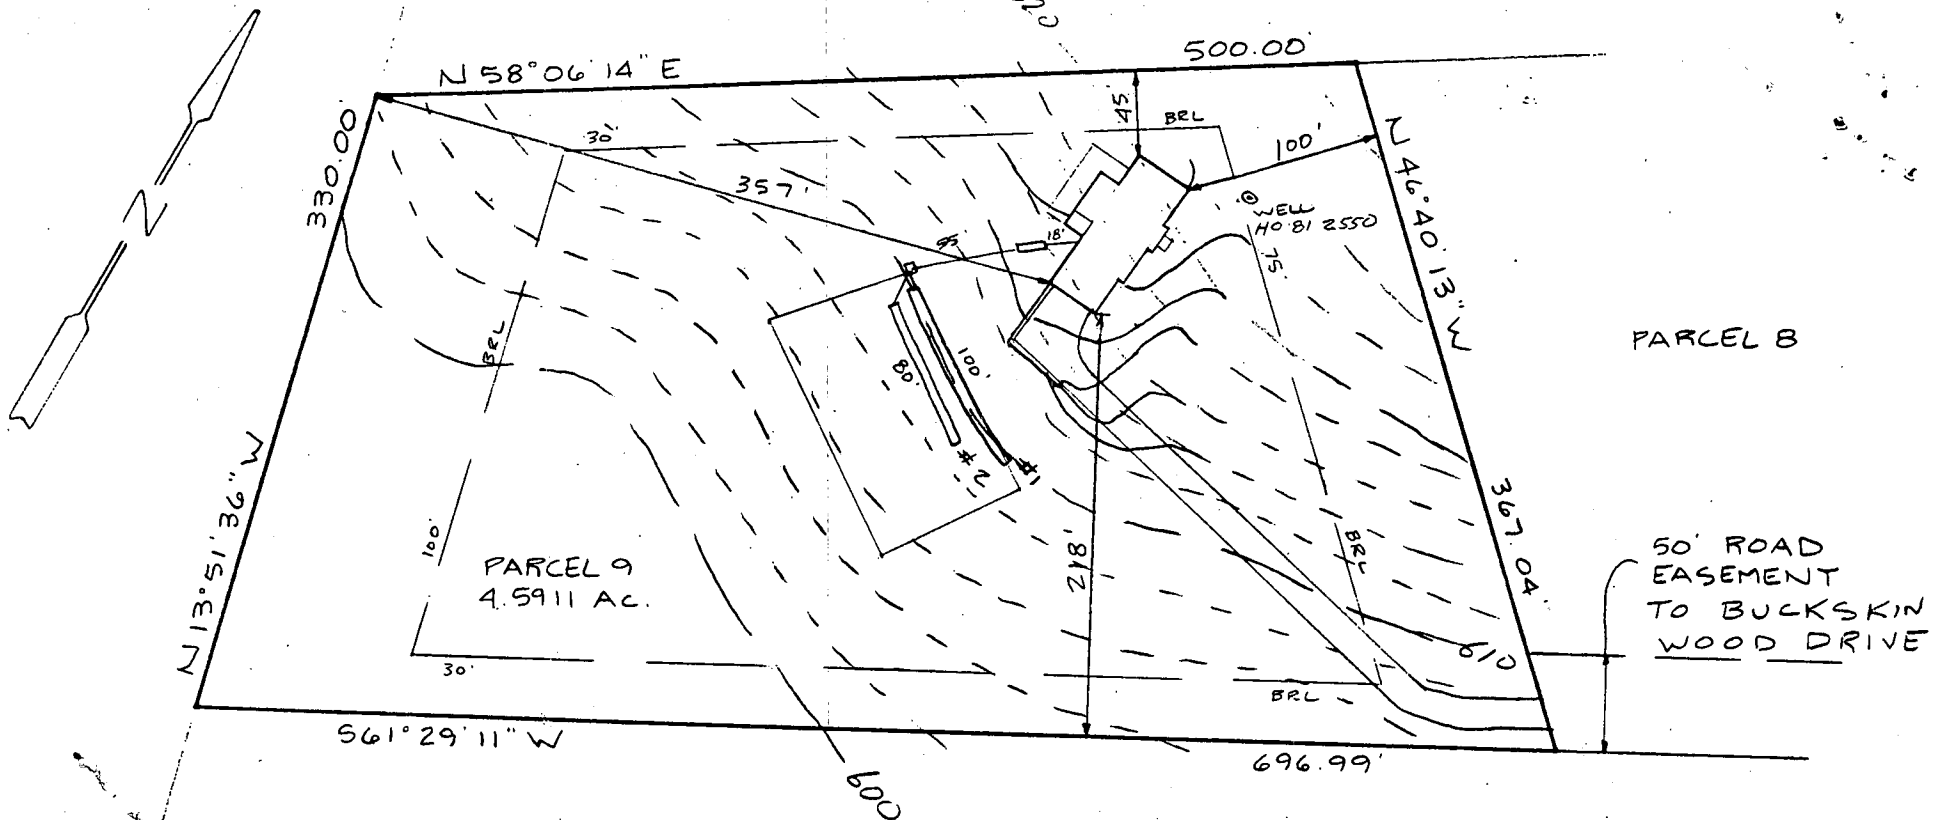 20
500.00'
N 58°06'14" E
45'
BRL
30'
100'
330.00'
N 46°40'13" W
357'
WELL
HO 81 2550
N
95'
18'
75'
PARCEL 8
BRL
80'
100'
#2
#1
N 13°51'36" W
367.04'
100'
BRL
218'
50' ROAD
EASEMENT
TO BUCKSKIN
WOOD DRIVE
PARCEL 9
4.5911 AC.
610
30'
BRL
S61°29'11" W
696.99'
600